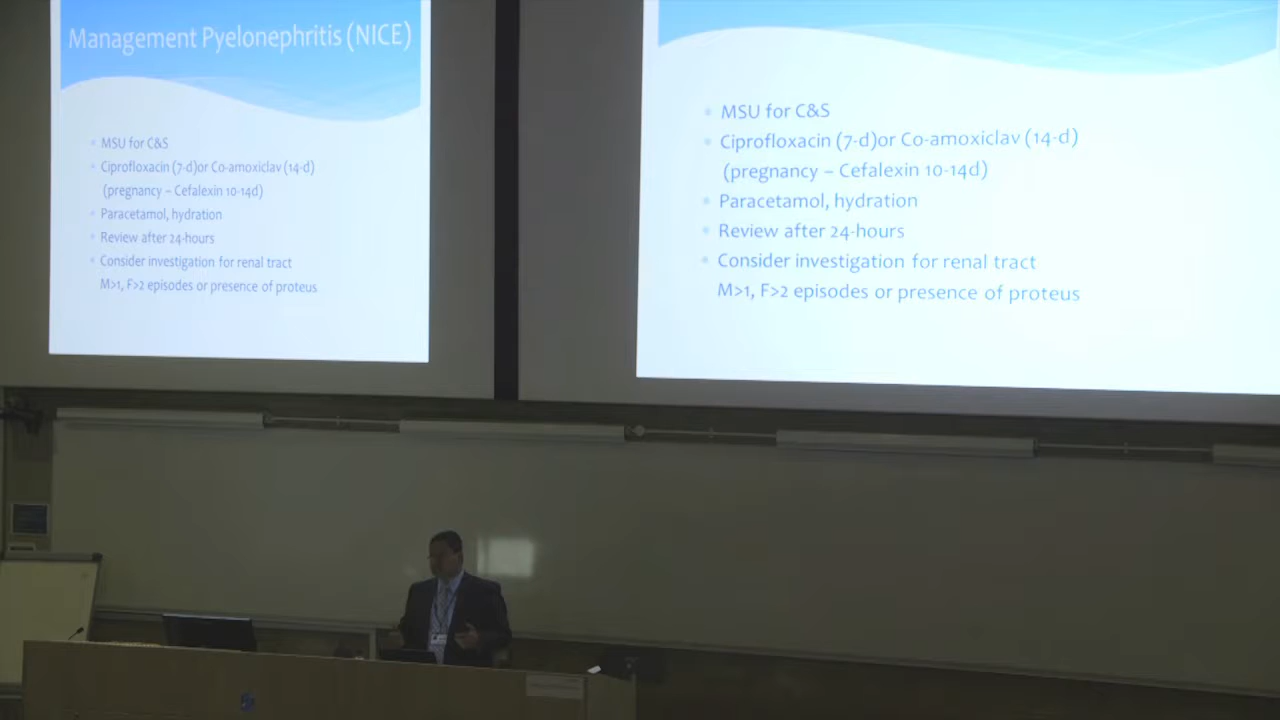 Management Pyelonephritis (NICE)
MSU for C&S
Ciprofloxacin (7-d)or Co-amoxiclav (14-d)
(pregnancy – Cefalexin 10-14d)
Paracetamol, hydration
Review after 24-hours
Consider investigation for renal tract
M>1, F>2 episodes or presence of proteus
MSU for C&S
Ciprofloxacin (7-d)or Co-amoxiclav (14-d)
(pregnancy – Cefalexin 10-14d)
Paracetamol, hydration
Review after 24-hours
Consider investigation for renal tract
M>1, F>2 episodes or presence of proteus